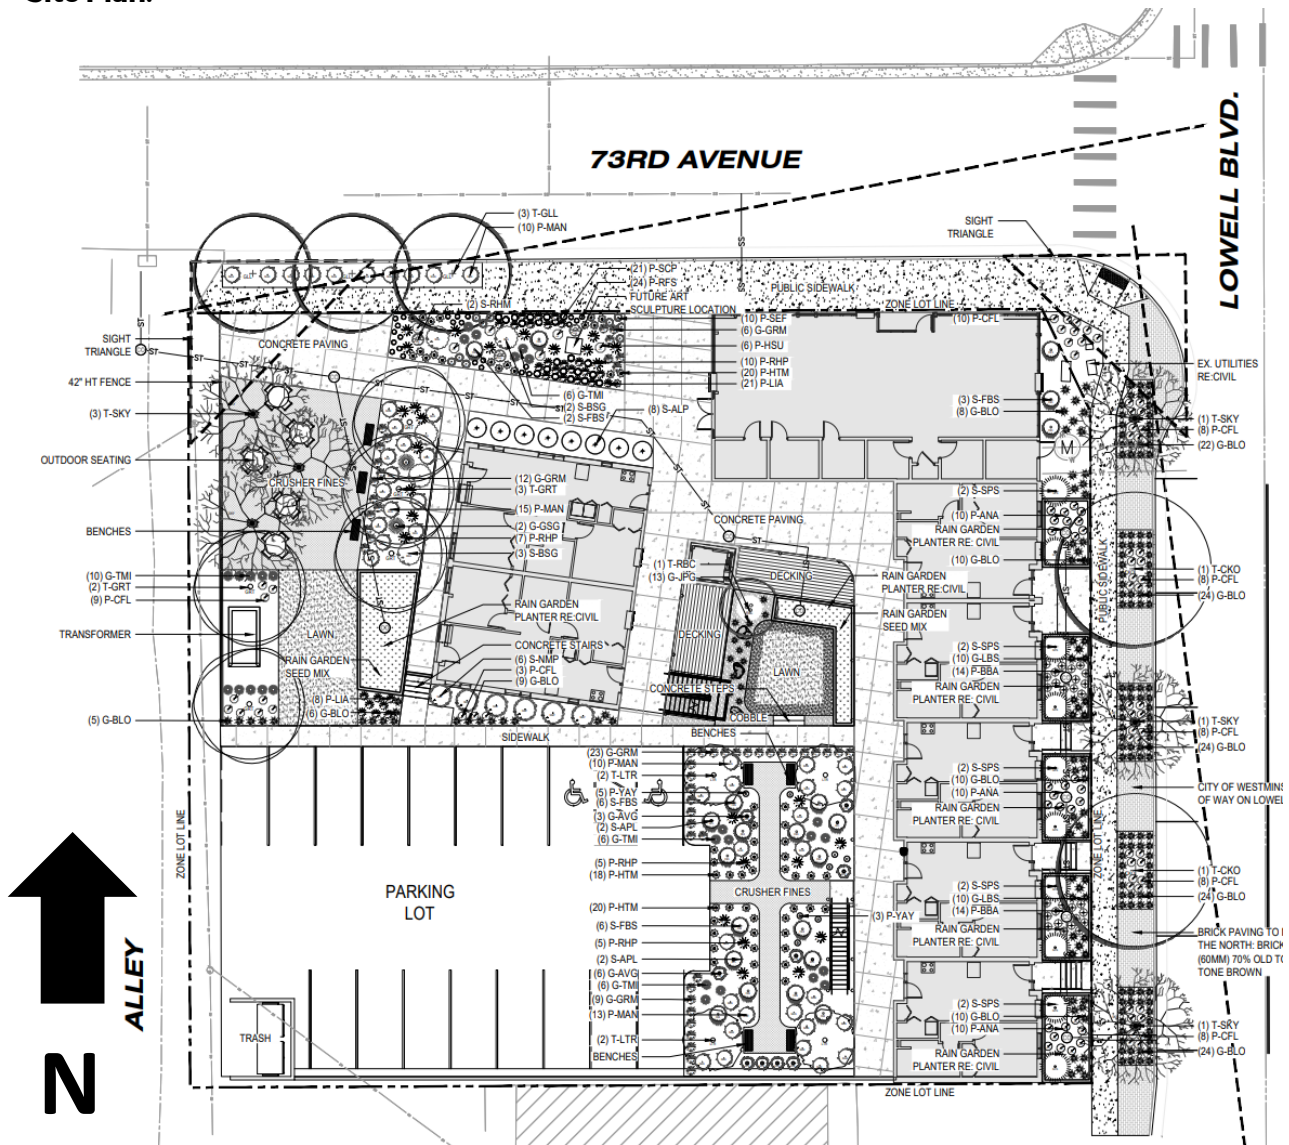 Site Plan:
73RD AVENUE
LOWELL BLVD.
(3) T-GLL
(10) P-MAN
SIGHT
TRIANGLE
(21) P-SCP
(24) P-RFS
FUTURE ART
SCULPTURE LOCATION
(2) S-RHM
PUBLIC SIDEWALK
ZONE LOT LINE
(10) P-SEF
(6) G-GRM
(6) P-HSU
(10) P-RHP
(20) P-HTM
(21) P-LIA
(10) P-CFL
SIGHT
TRIANGLE
CONCRETE PAVING
42" HT FENCE
(3) T-SKY
OUTDOOR SEATING
CRUSHER FINES
BENCHES
(6) G-TMI
(2) S-BSG
(2) S-FBS
(8) S-ALP
EX. UTILITIES
RE:CIVIL
(3) S-FBS
(8) G-BLO
(1) T-SKY
(8) P-CFL
(22) G-BLO
M
(12) G-GRM
(3) T-GRT
(15) P-MAN
(2) G-GSG
(7) P-RHP
(3) S-BSG
CONCRETE PAVING
(2) S-SPS
(10) P-ANA
RAIN GARDEN
PLANTER RE: CIVIL
(10) G-BLO
PUBLIC SIDEWALK
(10) G-TMI
(2) T-GRT
(9) P-CFL
TRANSFORMER
(1) T-RBC
(13) G-JPG
DECKING
RAIN GARDEN
PLANTER RE:CIVIL
RAIN GARDEN
SEED MIX
(1) T-CKO
(8) P-CFL
(24) G-BLO
LAWN
RAIN GARDEN
SEED MIX
RAIN GARDEN
PLANTER RE:CIVIL
CONCRETE STAIRS
(6) S-NMP
(3) P-CFL
(9) G-BLO
DECKING
LAWN
CONCRETE STEPS
COBBLE
BENCHES
(2) S-SPS
(10) G-LBS
(14) P-BBA
RAIN GARDEN
PLANTER RE: CIVIL
(8) P-LIA
(6) G-BLO
(5) G-BLO
SIDEWALK
(1) T-SKY
(8) P-CFL
(24) G-BLO
(23) G-GRM
(10) P-MAN
(2) T-LTR
(5) P-YAY
(6) S-FBS
(3) G-AVG
(2) S-APL
(6) G-TMI
(5) P-RHP
(18) P-HTM
(2) S-SPS
(10) G-BLO
(10) P-ANA
RAIN GARDEN
PLANTER RE: CIVIL
CITY OF WESTMINS
OF WAY ON LOWEL
ZONE LOT LINE
ZONE LOT LINE
PARKING
LOT
CRUSHER FINES
(20) P-HTM
(6) S-FBS
(5) P-RHP
(2) S-APL
(6) G-AVG
(6) G-TMI
(9) G-GRM
(13) P-MAN
(2) T-LTR
BENCHES
(3) P-YAY
(2) S-SPS
(10) G-LBS
(14) P-BBA
RAIN GARDEN
PLANTER RE: CIVIL
(1) T-CKO
(8) P-CFL
(24) G-BLO
BRICK PAVING TO
THE NORTH: BRICK
(60MM) 70% OLD TO
TONE BROWN
ALLEY
TRASH
(2) S-SPS
(10) G-BLO
(10) P-ANA
RAIN GARDEN
PLANTER RE: CIVIL
(1) T-SKY
(8) P-CFL
(24) G-BLO
ZONE LOT LINE
N